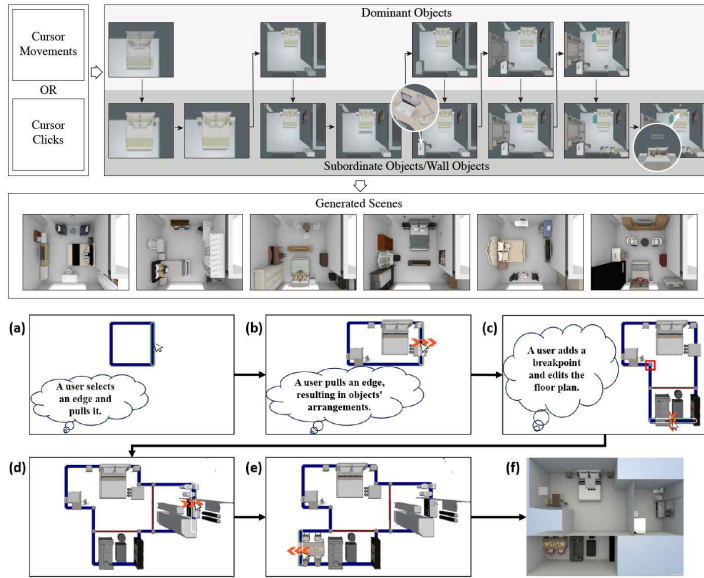 Dominant Objects
Cursor
Movements
OR
Cursor
Clicks
Subordinate Objects/Wall Objects
Generated Scenes
(a)
A user selects
an edge and
pulls it.
(b)
A user pulls an edge,
resulting in objects'
arrangements.
(c)
A user adds a
breakpoint
and edits the
floor plan.
(d)
(e)
(f)